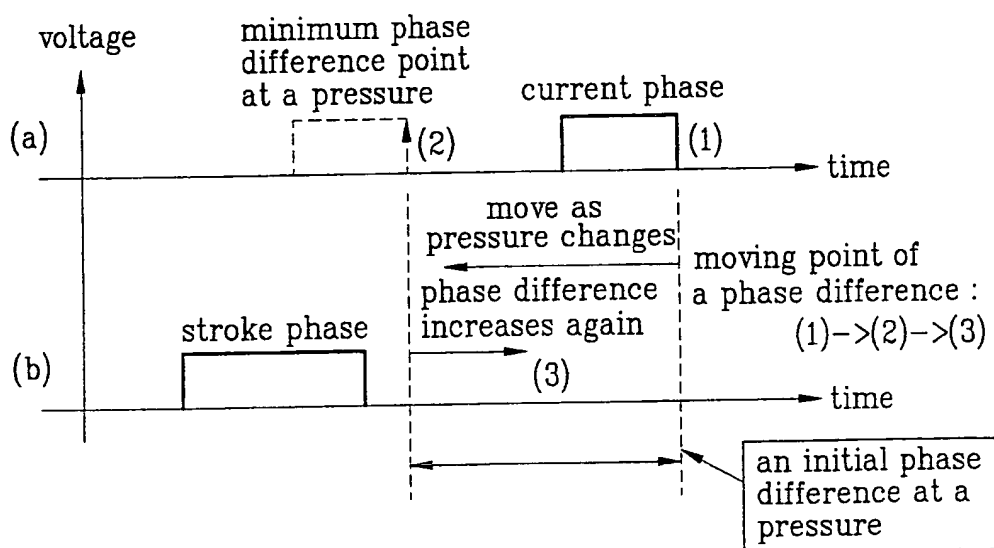 voltage
minimum phase
difference point
at a pressure
current phase
(a)
(2)
(1)
time
move as
pressure changes
moving point of
a phase difference :
(1)->(2)->(3)
phase difference
increases again
stroke phase
(b)
(3)
time
an initial phase
difference at a
pressure